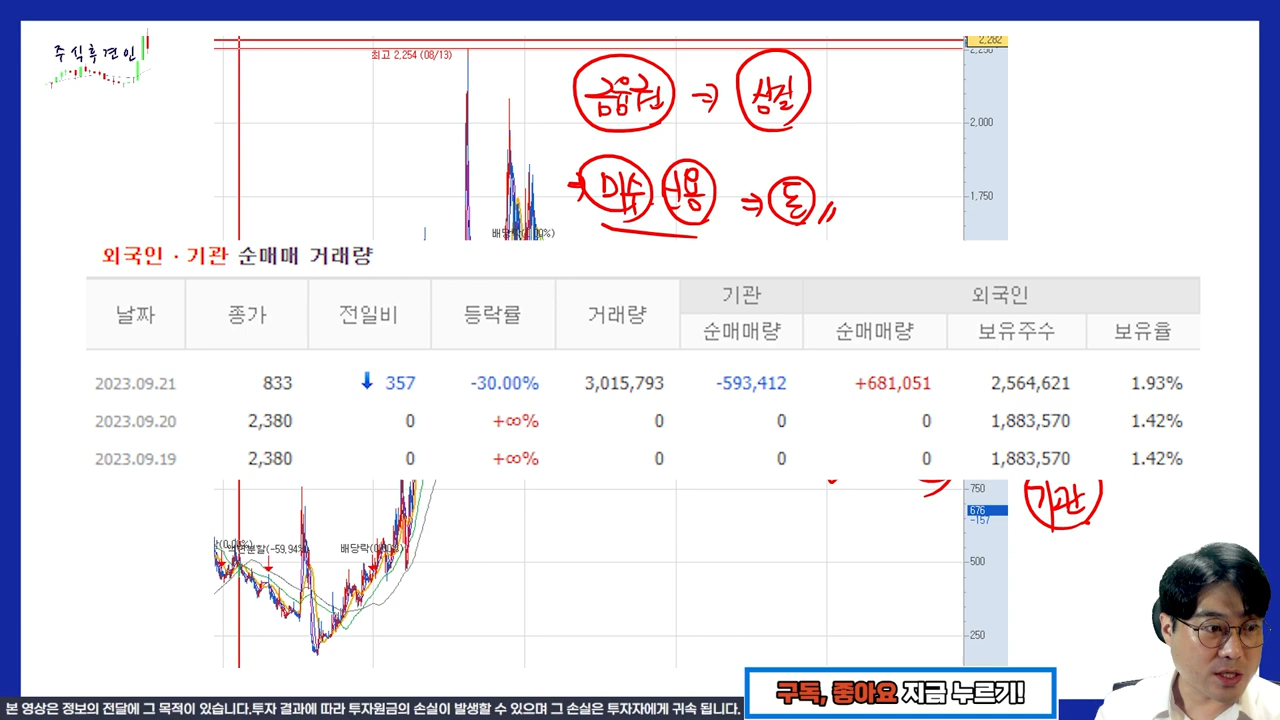 주식후견인
최고 2,254 (08/13)
2,282
2,250
금융권 ⇒ 상질
2,000
→ 미수 신용 ⇒ 돈 〃
1,750
외국인 · 기관 순매매 거래량
날짜 종가 전일비 등락률 거래량 기관 외국인
순매매량 순매매량 보유주수 보유율
2023.09.21 833 357 -30.00% 3,015,793 -593,412 +681,051 2,564,621 1.93%
2023.09.20 2,380 0 +∞% 0 0 0 1,883,570 1.42%
2023.09.19 2,380 0 +∞% 0 0 0 1,883,570 1.42%
750
기관
676
-157
배당락(0.00%)
500
250
구독, 좋아요 지금 누르기!
본 영상은 정보의 전달에 그 목적이 있습니다.투자 결과에 따라 투자원금의 손실이 발생할 수 있으며 그 손실은 투자자에게 귀속 됩니다.